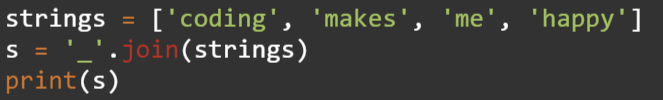 strings = ['coding', 'makes', 'me', 'happy']
s = '_'.join(strings)
print(s)